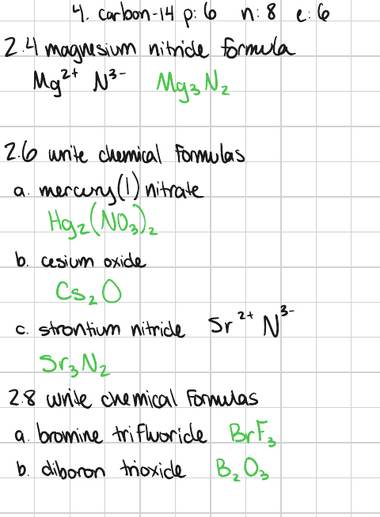 4. carbon-14 p: 6 n: 8 e: 6
2.4 magnesium nitride formula
Mg²⁺ N³⁻ Mg₃N₂
2.6 write chemical formulas
a. mercury(I) nitrate
Hg₂(NO₃)₂
b. cesium oxide
Cs₂O
c. strontium nitride Sr²⁺ N³⁻
Sr₃N₂
2.8 write chemical formulas
a. bromine trifluoride BrF₃
b. diboron trioxide B₂O₃